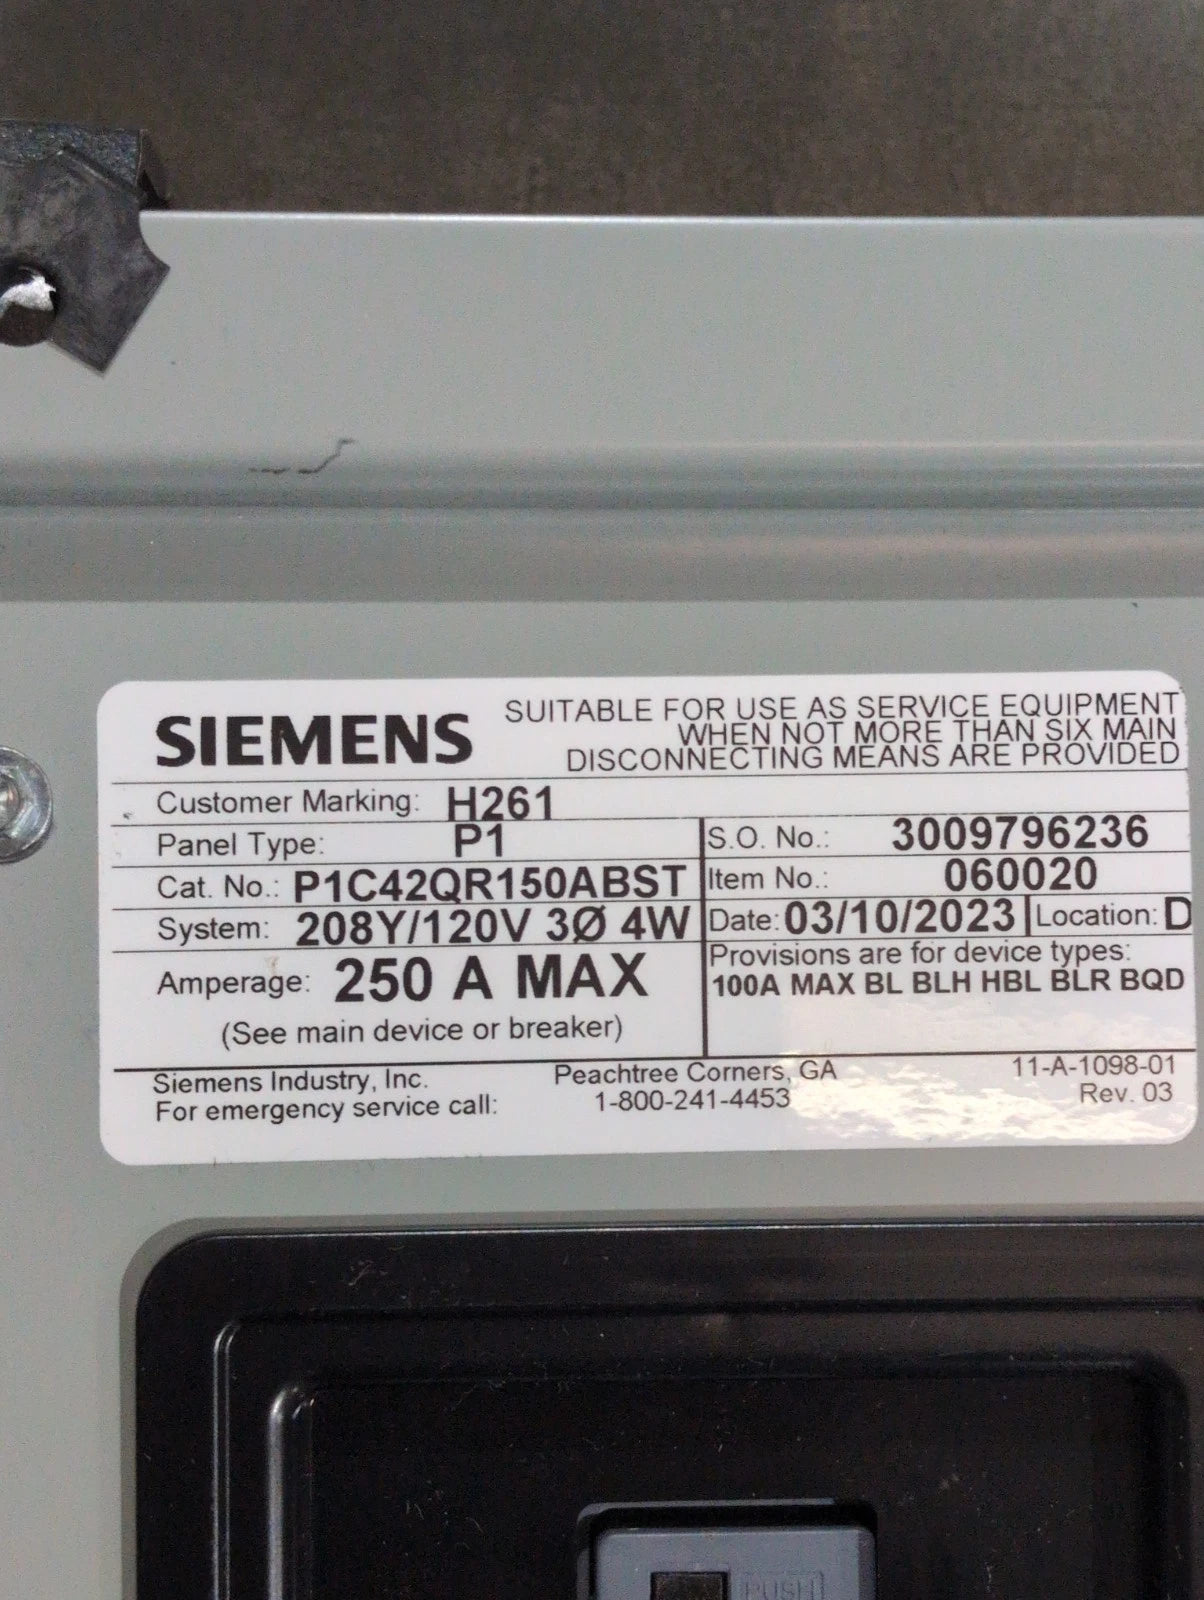 SIEMENS
SUITABLE FOR USE AS SERVICE EQUIPMENT
WHEN NOT MORE THAN SIX MAIN
DISCONNECTING MEANS ARE PROVIDED
Customer Marking: H261
Panel Type: P1
S.O. No.: 3009796236
Cat. No.: P1C42QR150ABST
Item No.: 060020
System: 208Y/120V 3Ø 4W
Date: 03/10/2023 Location: D
Amperage: 250 A MAX
(See main device or breaker)
Provisions are for device types:
100A MAX BL BLH HBL BLR BQD
Siemens Industry, Inc. Peachtree Corners, GA 11-A-1098-01
For emergency service call: 1-800-241-4453 Rev. 03
PUSH